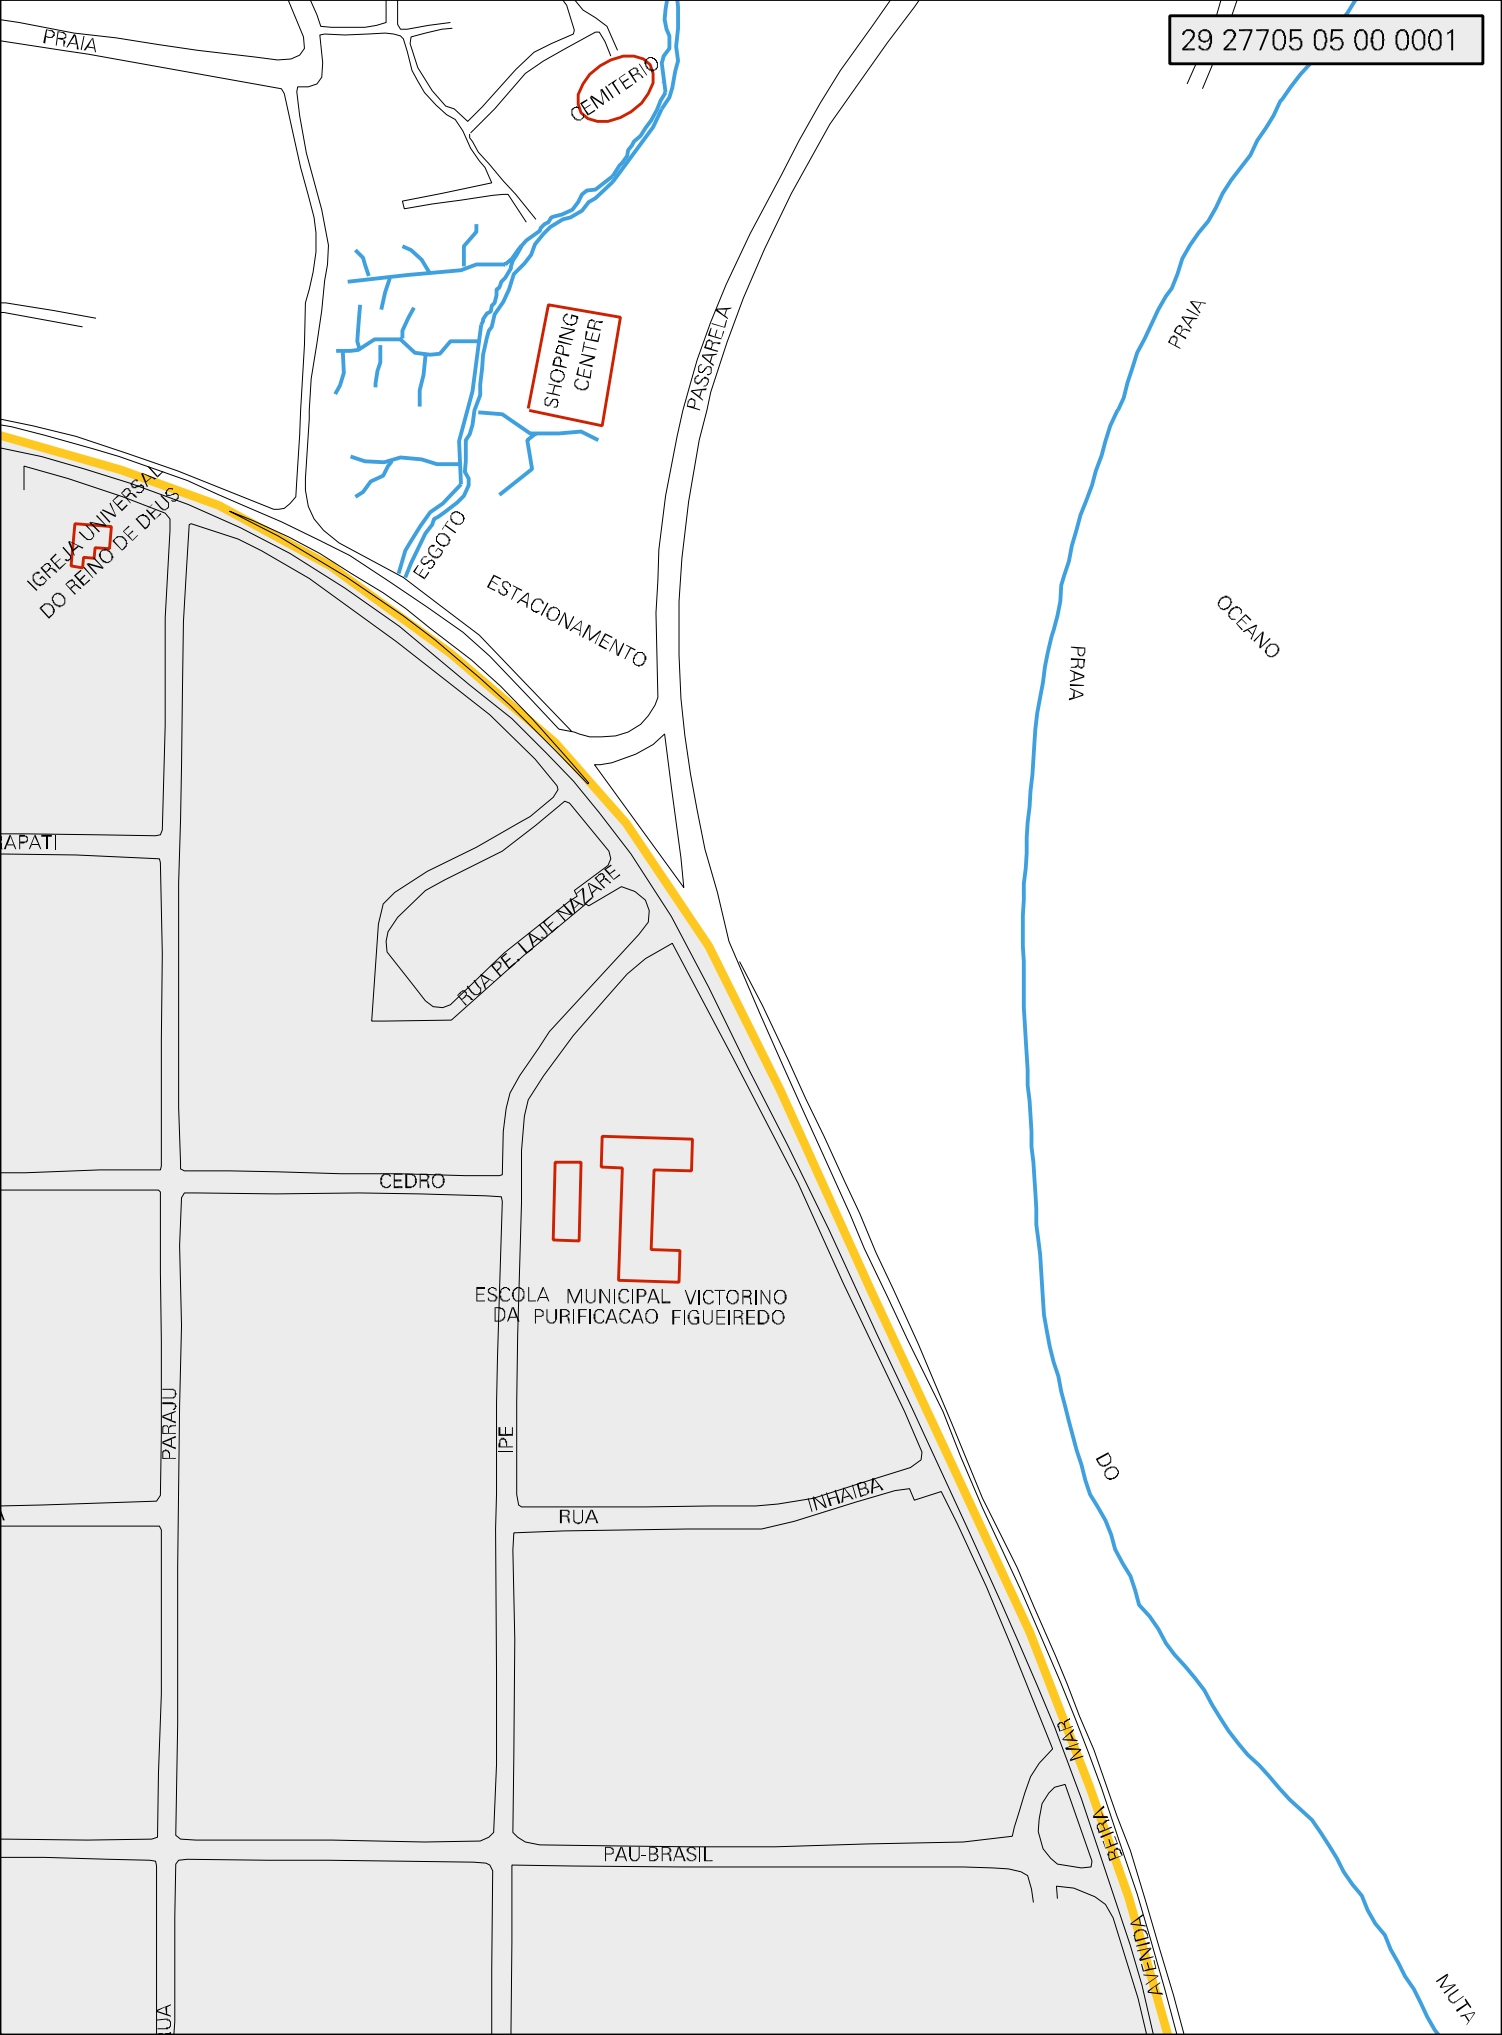 29 27705 05 00 0001
PRAIA
CEMITERIO
SHOPPING
CENTER
PASSARELA
PRAIA
IGREJA UNIVERSAL
DO REINO DE DEUS
ESGOTO
ESTACIONAMENTO
OCEANO
PRAIA
RAPATI
RUA PE. LAJE NAZARE
CEDRO
ESCOLA MUNICIPAL VICTORINO
DA PURIFICACAO FIGUEIREDO
PARAJU
IPE
DO
INHAIBA
RUA
MAR
BEIRA
PAU-BRASIL
AVENIDA
MUTA
RUA